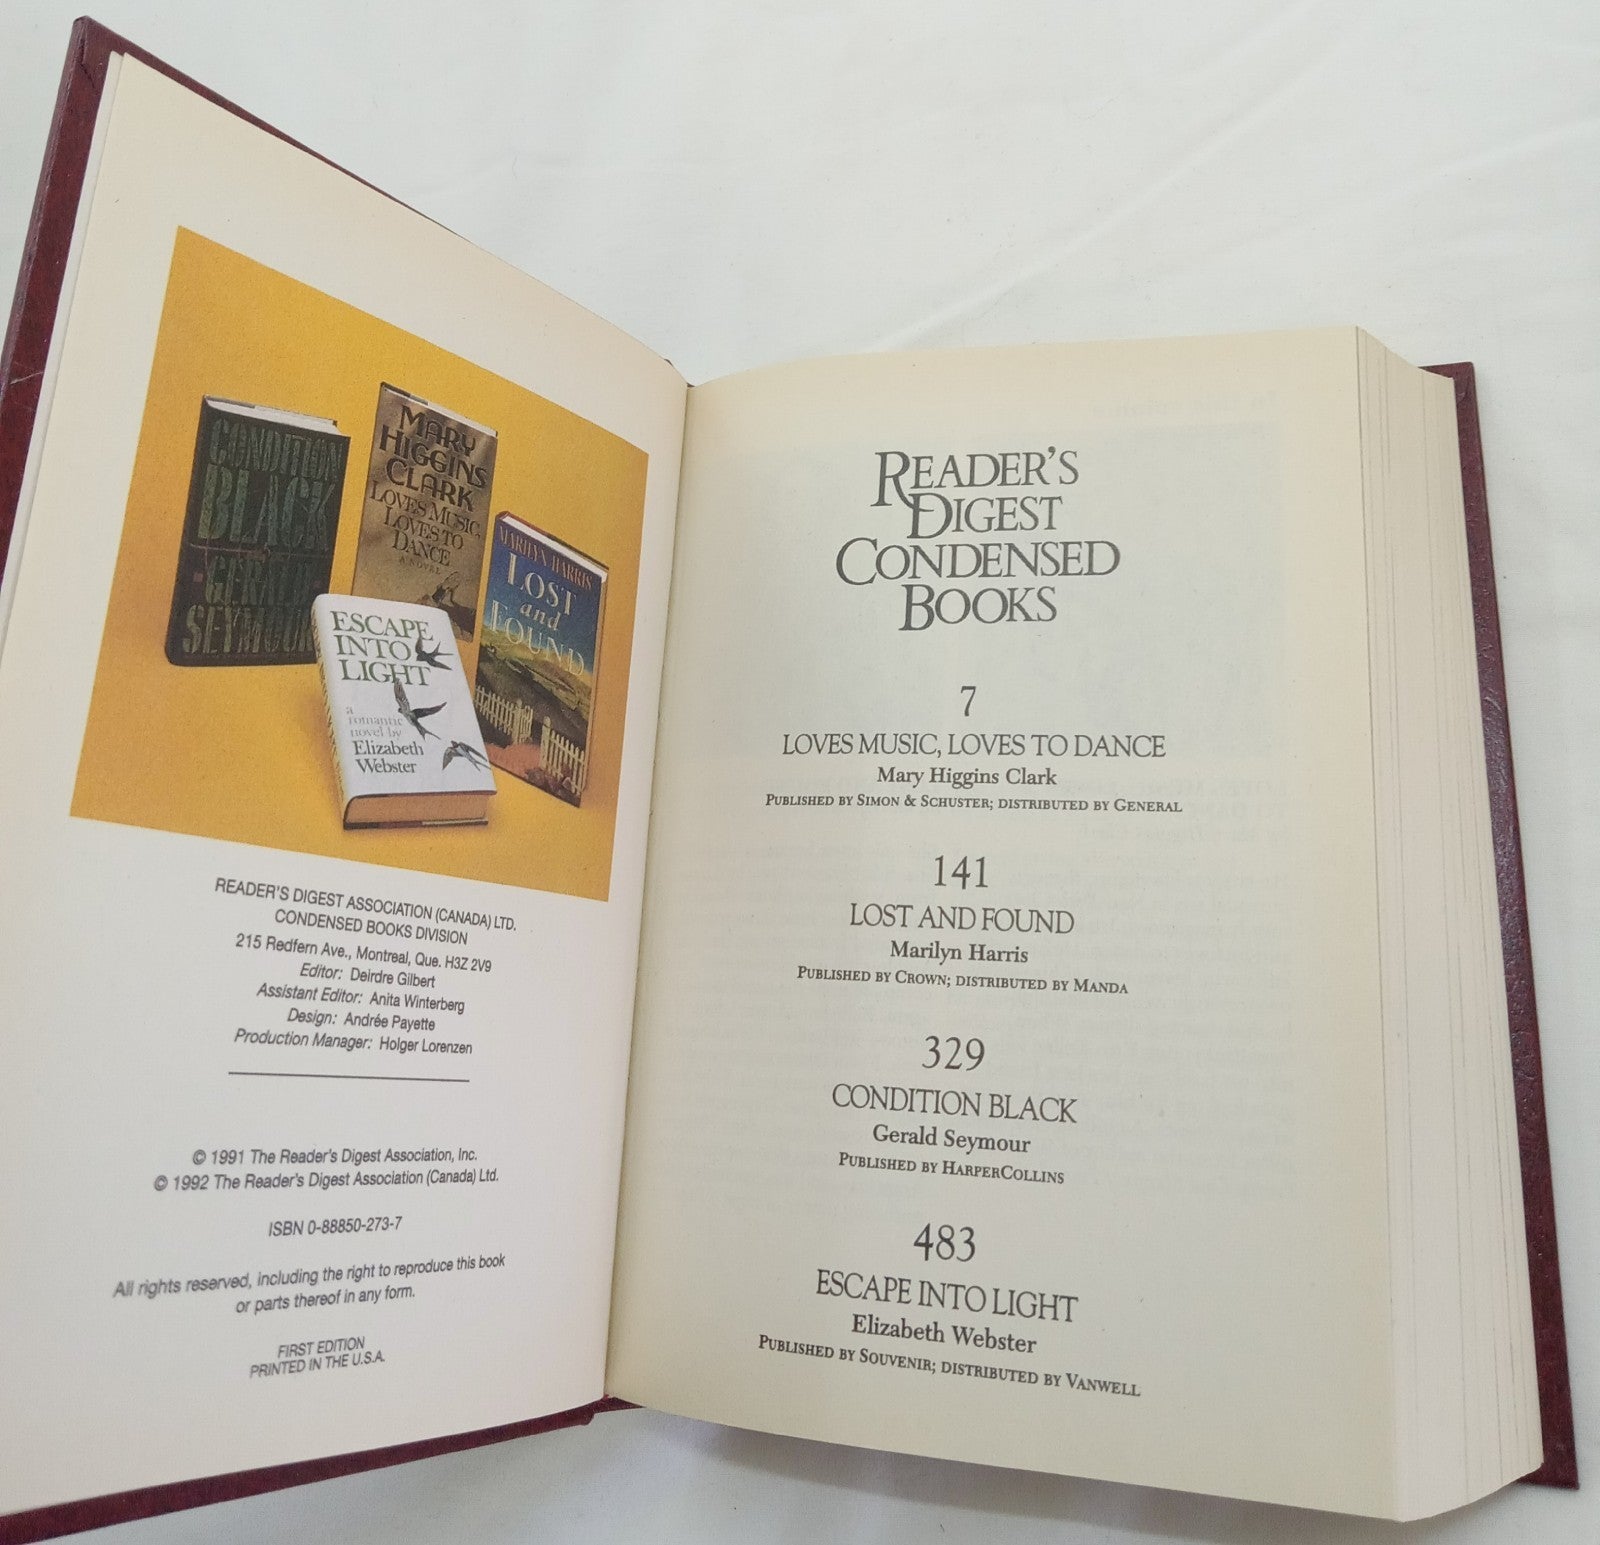 CONDITION
BLACK
GERALD
SEYMOUR
MARY
HIGGINS
CLARK
LOVES MUSIC,
LOVES TO
DANCE
A NOVEL
MARILYN HARRIS
LOST
and
FOUND
ESCAPE
INTO
LIGHT
a
romantic
novel by
Elizabeth
Webster
READER'S DIGEST ASSOCIATION (CANADA) LTD.
CONDENSED BOOKS DIVISION
215 Redfern Ave., Montreal, Que. H3Z 2V9
Editor: Deirdre Gilbert
Assistant Editor: Anita Winterberg
Design: Andrée Payette
Production Manager: Holger Lorenzen
© 1991 The Reader's Digest Association, Inc.
© 1992 The Reader's Digest Association (Canada) Ltd.
ISBN 0-88850-273-7
All rights reserved, including the right to reproduce this book
or parts thereof in any form.
FIRST EDITION
PRINTED IN THE U.S.A.
READER'S
DIGEST
CONDENSED
BOOKS
7
LOVES MUSIC, LOVES TO DANCE
Mary Higgins Clark
PUBLISHED BY SIMON & SCHUSTER; DISTRIBUTED BY GENERAL
141
LOST AND FOUND
Marilyn Harris
PUBLISHED BY CROWN; DISTRIBUTED BY MANDA
329
CONDITION BLACK
Gerald Seymour
PUBLISHED BY HARPERCOLLINS
483
ESCAPE INTO LIGHT
Elizabeth Webster
PUBLISHED BY SOUVENIR; DISTRIBUTED BY VANWELL